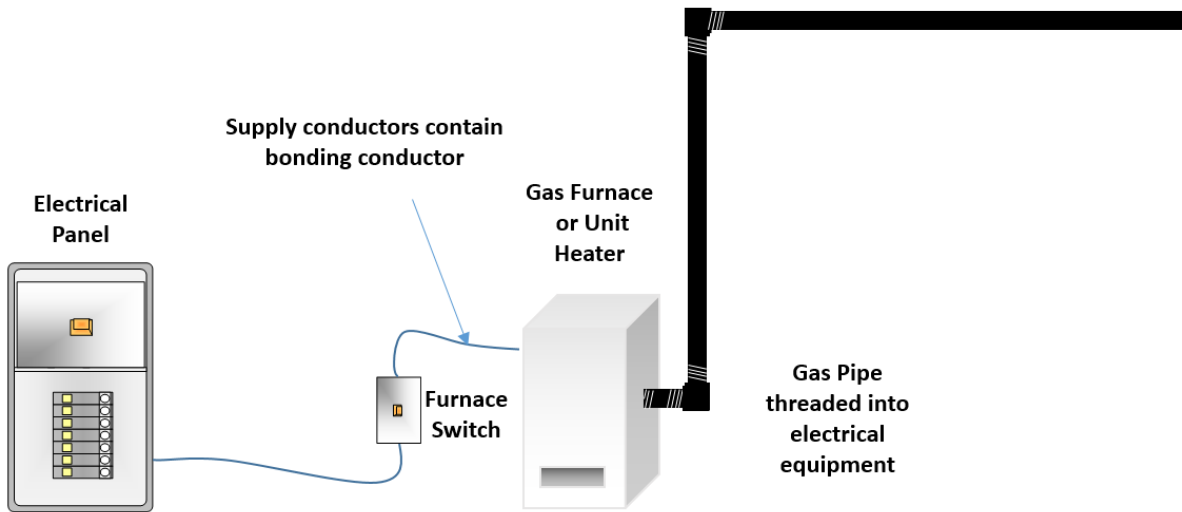 Supply conductors contain
bonding conductor
Electrical
Panel
Gas Furnace
or Unit
Heater
Furnace
Switch
Gas Pipe
threaded into
electrical
equipment